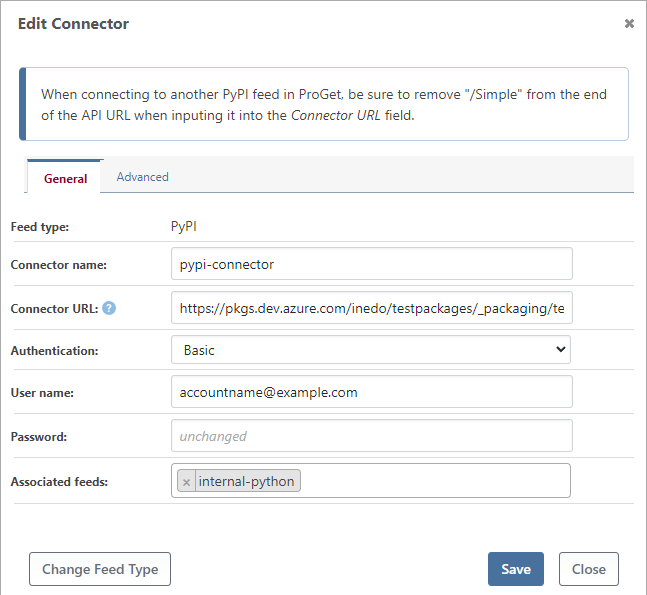 Edit Connector
When connecting to another PyPI feed in ProGet, be sure to remove "/Simple" from the end
of the API URL when inputing it into the Connector URL field.
General
Advanced
Feed type:
PyPI
Connector name:
pypi-connector
Connector URL:
https://pkgs.dev.azure.com/inedo/testpackages/_packaging/te
Authentication:
Basic
User name:
accountname@example.com
Password:
unchanged
Associated feeds:
× internal-python
Change Feed Type
Save
Close